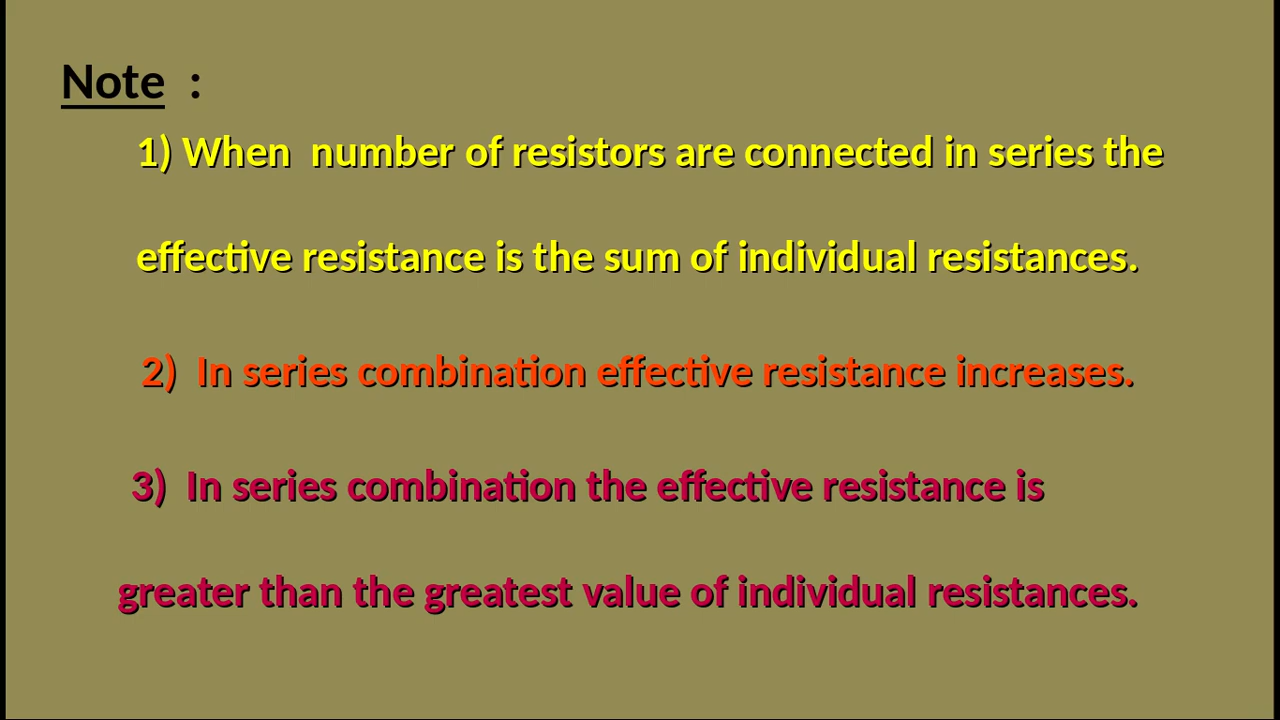 Note :
1) When number of resistors are connected in series the
effective resistance is the sum of individual resistances.
2) In series combination effective resistance increases.
3) In series combination the effective resistance is
greater than the greatest value of individual resistances.